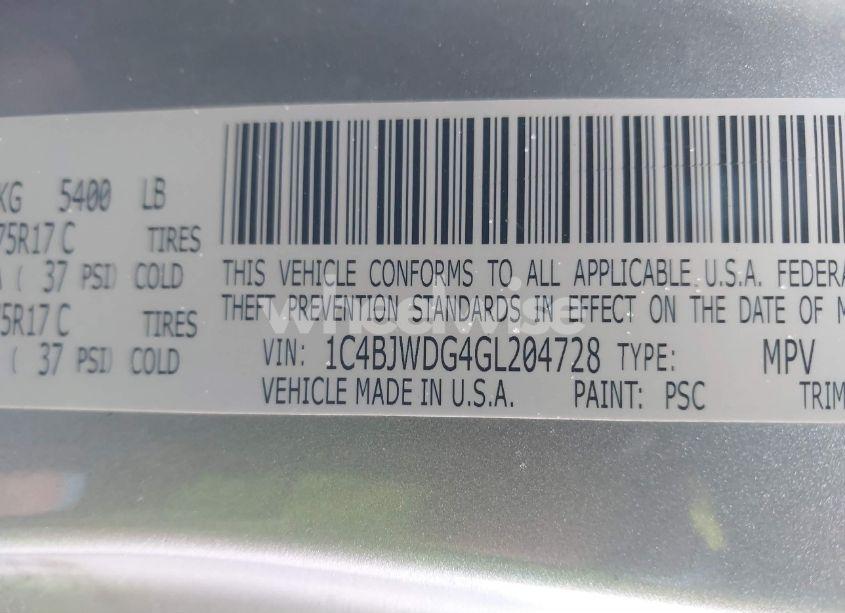 KG 5400 LB
75R17 C TIRES
( 37 PSI) COLD
5R17 C TIRES
( 37 PSI) COLD
THIS VEHICLE CONFORMS TO ALL APPLICABLE U.S.A. FEDERA
THEFT PREVENTION STANDARDS IN EFFECT ON THE DATE OF M
wheelwise
VIN: 1C4BJWDG4GL204728 TYPE: MPV
VEHICLE MADE IN U.S.A. PAINT: PSC TRIM